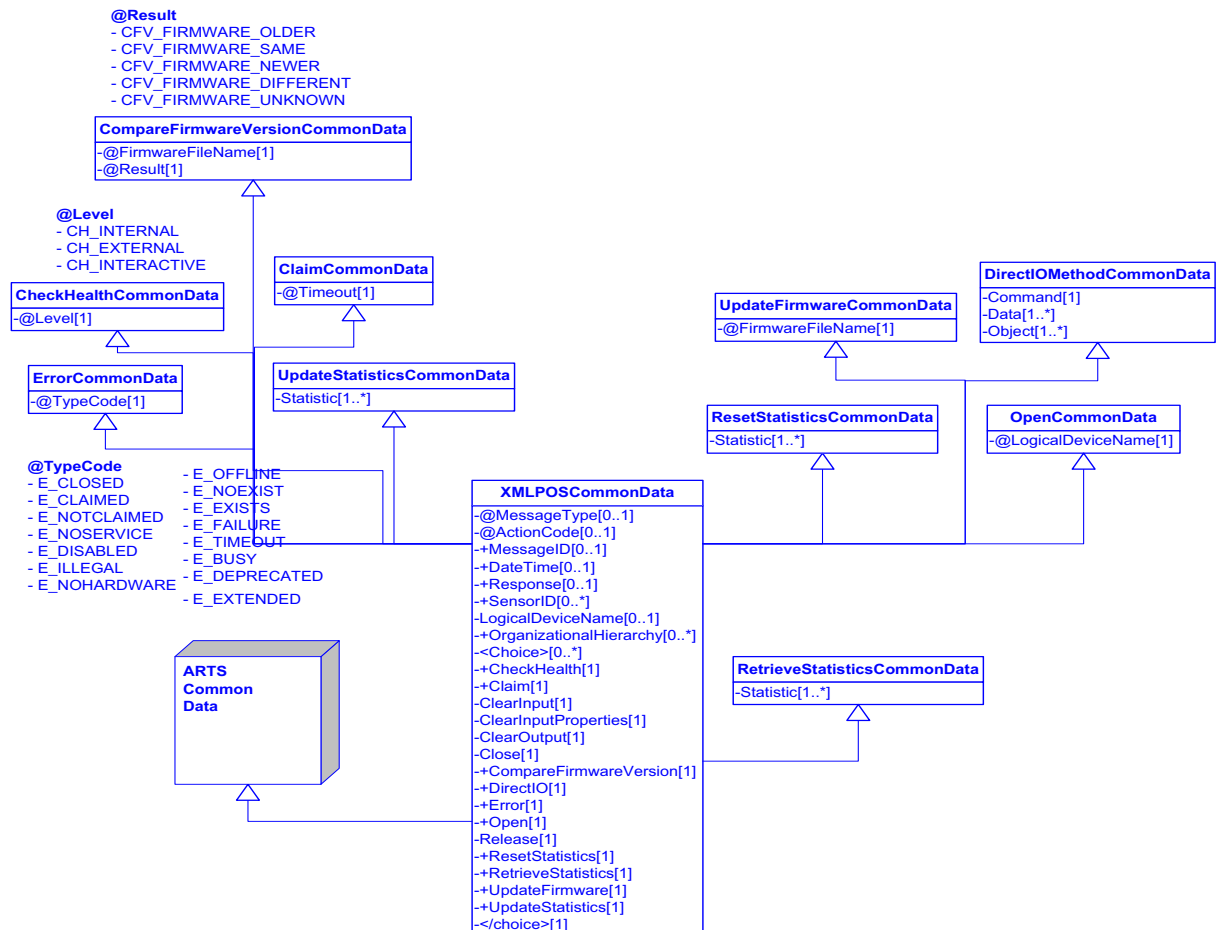 @Result
- CFV_FIRMWARE_OLDER
- CFV_FIRMWARE_SAME
- CFV_FIRMWARE_NEWER
- CFV_FIRMWARE_DIFFERENT
- CFV_FIRMWARE_UNKNOWN
CompareFirmwareVersionCommonData
-@FirmwareFileName[1]
-@Result[1]
@Level
- CH_INTERNAL
- CH_EXTERNAL
- CH_INTERACTIVE
CheckHealthCommonData
-@Level[1]
ClaimCommonData
-@Timeout[1]
ErrorCommonData
-@TypeCode[1]
UpdateStatisticsCommonData
-Statistic[1..*]
UpdateFirmwareCommonData
-@FirmwareFileName[1]
DirectIOMethodCommonData
-Command[1]
-Data[1..*]
-Object[1..*]
ResetStatisticsCommonData
-Statistic[1..*]
OpenCommonData
-@LogicalDeviceName[1]
@TypeCode
- E_CLOSED
- E_CLAIMED
- E_NOTCLAIMED
- E_NOSERVICE
- E_DISABLED
- E_ILLEGAL
- E_NOHARDWARE
- E_OFFLINE
- E_NOEXIST
- E_EXISTS
- E_FAILURE
- E_TIMEOUT
- E_BUSY
- E_DEPRECATED
- E_EXTENDED
XMLPOSCommonData
-@MessageType[0..1]
-@ActionCode[0..1]
-+MessageID[0..1]
-+DateTime[0..1]
-+Response[0..1]
-+SensorID[0..*]
-LogicalDeviceName[0..1]
-+OrganizationalHierarchy[0..*]
-<Choice>[0..*]
-+CheckHealth[1]
-+Claim[1]
-ClearInput[1]
-ClearInputProperties[1]
-ClearOutput[1]
-Close[1]
-+CompareFirmwareVersion[1]
-+DirectIO[1]
-+Error[1]
-+Open[1]
-Release[1]
-+ResetStatistics[1]
-+RetrieveStatistics[1]
-+UpdateFirmware[1]
-+UpdateStatistics[1]
-</choice>[1]
ARTS
Common
Data
RetrieveStatisticsCommonData
-Statistic[1..*]